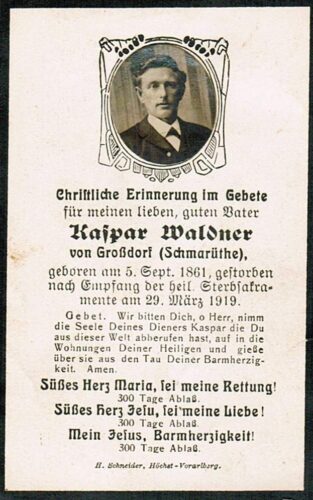 Christliche Erinnerung im Gebete
für meinen lieben, guten Vater
Kaspar Waldner
von Großdorf (Schmarüthe),
geboren am 5. Sept. 1861, gestorben
nach Empfang der heil. Sterbsakra-
mente am 29. März 1919.
Gebet. Wir bitten Dich, o Herr, nimm
die Seele Deines Dieners Kaspar die Du
aus dieser Welt abberufen hast, auf in die
Wohnungen Deiner Heiligen und gieße
über sie aus den Tau Deiner Barmherzig-
keit. Amen.
Süßes Herz Maria, sei meine Rettung!
300 Tage Ablaß.
Süßes Herz Jesu, sei meine Liebe!
300 Tage Ablaß.
Mein Jesus, Barmherzigkeit!
300 Tage Ablaß.
H. Schneider, Höchst-Vorarlberg.